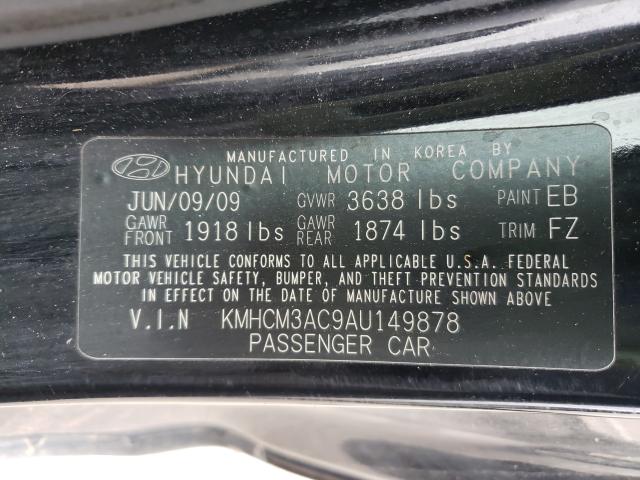 MANUFACTURED IN KOREA BY
HYUNDAI MOTOR COMPANY
JUN/09/09 GVWR 3638 lbs PAINT EB
GAWR FRONT 1918 lbs GAWR REAR 1874 lbs TRIM FZ
THIS VEHICLE CONFORMS TO ALL APPLICABLE U.S.A. FEDERAL
MOTOR VEHICLE SAFETY, BUMPER, AND THEFT PREVENTION STANDARDS
IN EFFECT ON THE DATE OF MANUFACTURE SHOWN ABOVE
V.I.N KMHCM3AC9AU149878
PASSENGER CAR